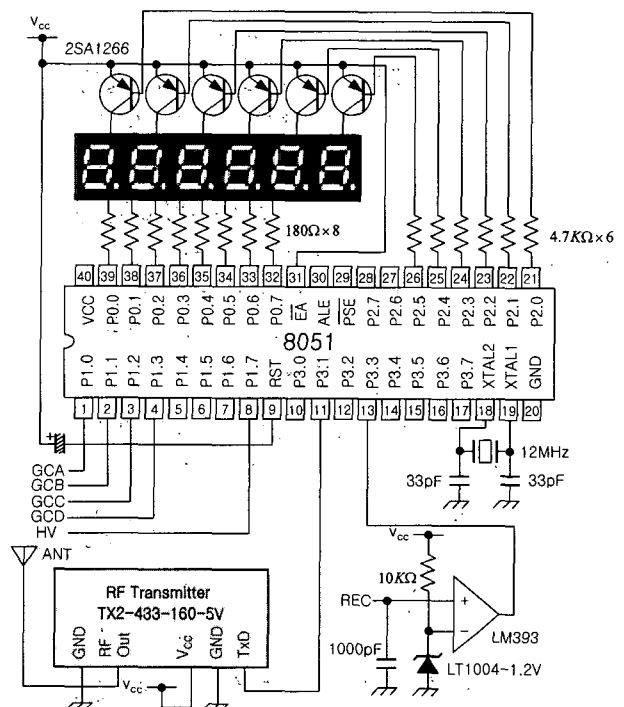 Vcc
2SA1266
8.8.8.8.8.8.
180Ω×8
4.7KΩ×6
40 39 38 37 36 35 34 33 32 31 30 29 28 27 26 25 24 23 22 21
VCC P0.0 P0.1 P0.2 P0.3 P0.4 P0.5 P0.6 P0.7 EA ALE PSE P2.7 P2.6 P2.5 P2.4 P2.3 P2.2 P2.1 P2.0
8051
P1.0 P1.1 P1.2 P1.3 P1.4 P1.5 P1.6 P1.7 RST P3.0 P3.1 P3.2 P3.3 P3.4 P3.5 P3.6 P3.7 XTAL2 XTAL1 GND
1 2 3 4 5 6 7 8 9 10 11 12 13 14 15 16 17 18 19 20
+
12MHz
33pF 33pF
GCA
GCB
GCC
GCD
HV
ANT
RF Transmitter
TX2-433-160-5V
GND RF Out Vcc GND TxD
Vcc
Vcc
10KΩ
REC
+
−
LM393
1000pF
LT1004-1.2V